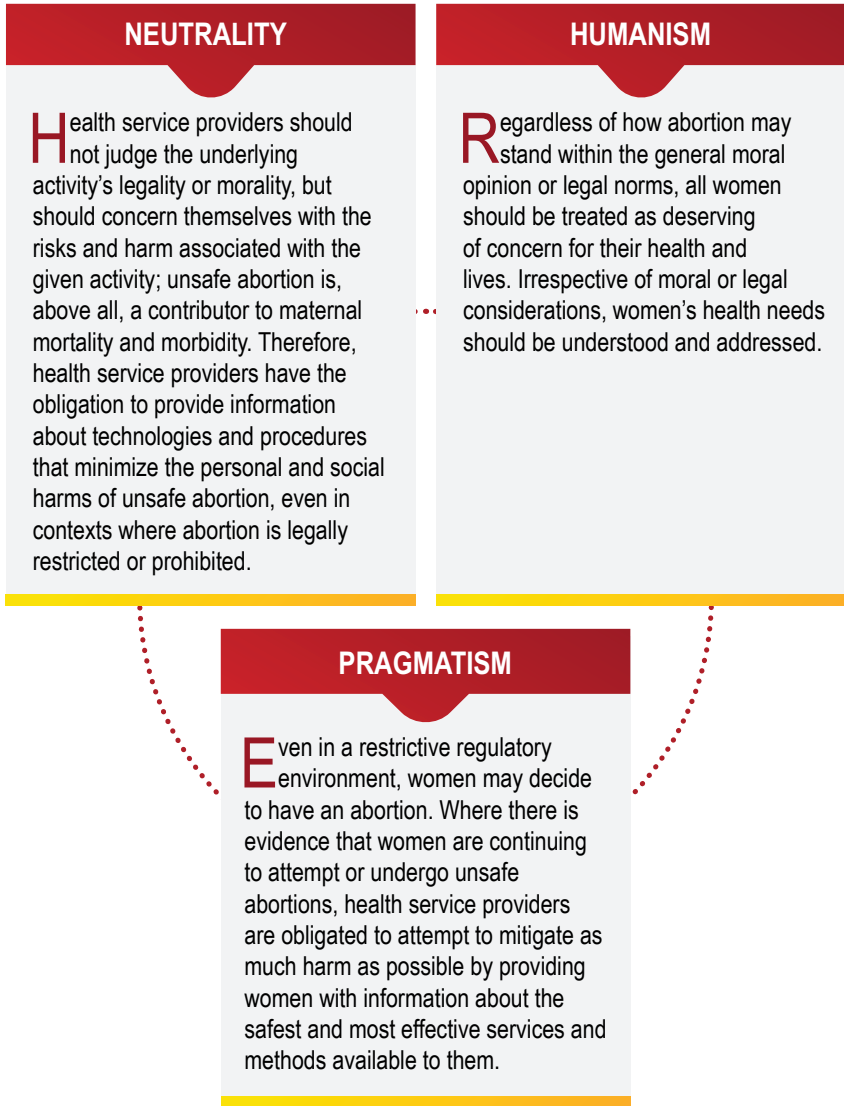 NEUTRALITY
Health service providers should
not judge the underlying
activity’s legality or morality, but
should concern themselves with the
risks and harm associated with the
given activity; unsafe abortion is,
above all, a contributor to maternal
mortality and morbidity. Therefore,
health service providers have the
obligation to provide information
about technologies and procedures
that minimize the personal and social
harms of unsafe abortion, even in
contexts where abortion is legally
restricted or prohibited.
HUMANISM
Regardless of how abortion may
stand within the general moral
opinion or legal norms, all women
should be treated as deserving
of concern for their health and
lives. Irrespective of moral or legal
considerations, women’s health needs
should be understood and addressed.
PRAGMATISM
Even in a restrictive regulatory
environment, women may decide
to have an abortion. Where there is
evidence that women are continuing
to attempt or undergo unsafe
abortions, health service providers
are obligated to attempt to mitigate as
much harm as possible by providing
women with information about the
safest and most effective services and
methods available to them.